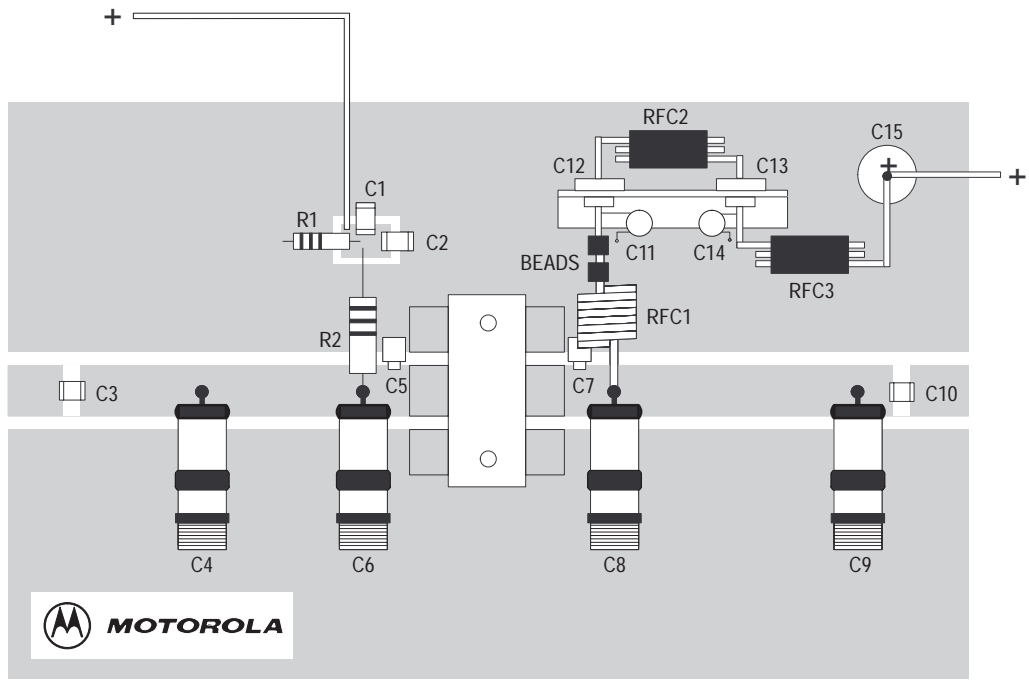 +
RFC2
C15
C12
C13
+
+
C1
R1
C2
C11
C14
BEADS
RFC3
RFC1
R2
C5
C7
C3
C10
C4
C6
C8
C9
MOTOROLA